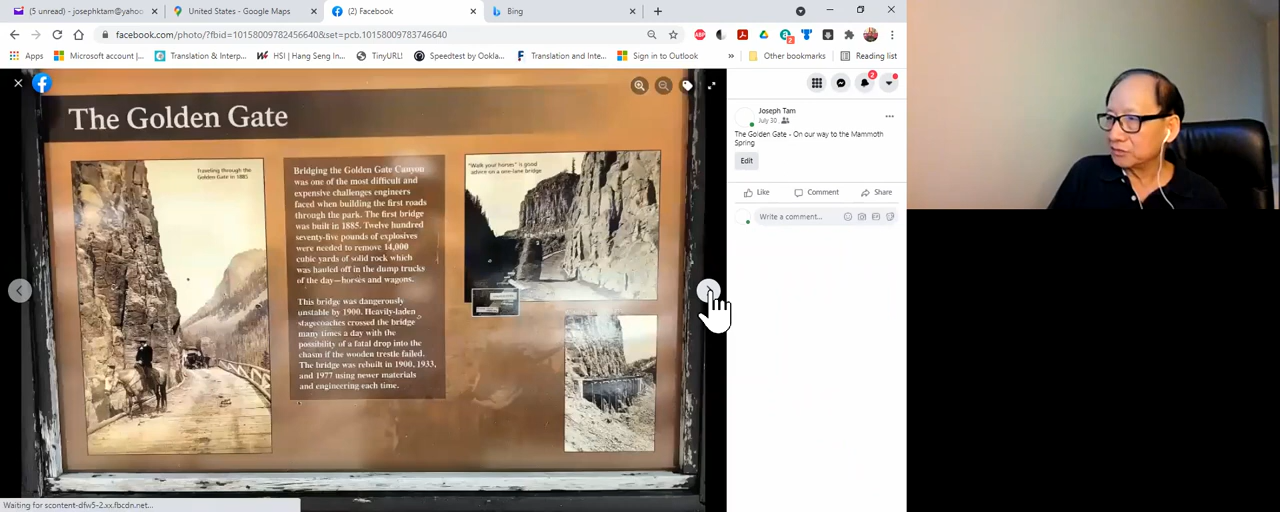 (5 unread) - josephktam@yahoo
United States - Google Maps
(2) Facebook
Bing
facebook.com/photo/?fbid=10158009782456640&set=pcb.10158009783746640
Apps
Microsoft account |...
Translation & Interp...
HSI | Hang Seng In...
TinyURL!
Speedtest by Ookla...
Translation and Inte...
Sign in to Outlook
»
Other bookmarks
Reading list
The Golden Gate
Traveling through the
Golden Gate in 1885
Bridging the Golden Gate Canyon
was one of the most difficult and
expensive challenges engineers
faced when building the first roads
through the park. The first bridge
was built in 1885. Twelve hundred
seventy-five pounds of explosives
were needed to remove 14,000
cubic yards of solid rock which
was hauled off in the dump trucks
of the day—horses and wagons.
This bridge was dangerously
unstable by 1900. Heavily-laden
stagecoaches crossed the bridge
many times a day with the
possibility of a fatal drop into the
chasm if the wooden trestle failed.
The bridge was rebuilt in 1900, 1933,
and 1977 using newer materials
and engineering each time.
"Walk your horses" is good
advice on a one-lane bridge
2
Joseph Tam
July 30
The Golden Gate - On our way to the Mammoth
Spring
Edit
Like
Comment
Share
Write a comment...
Waiting for scontent-dfw5-2.xx.fbcdn.net...